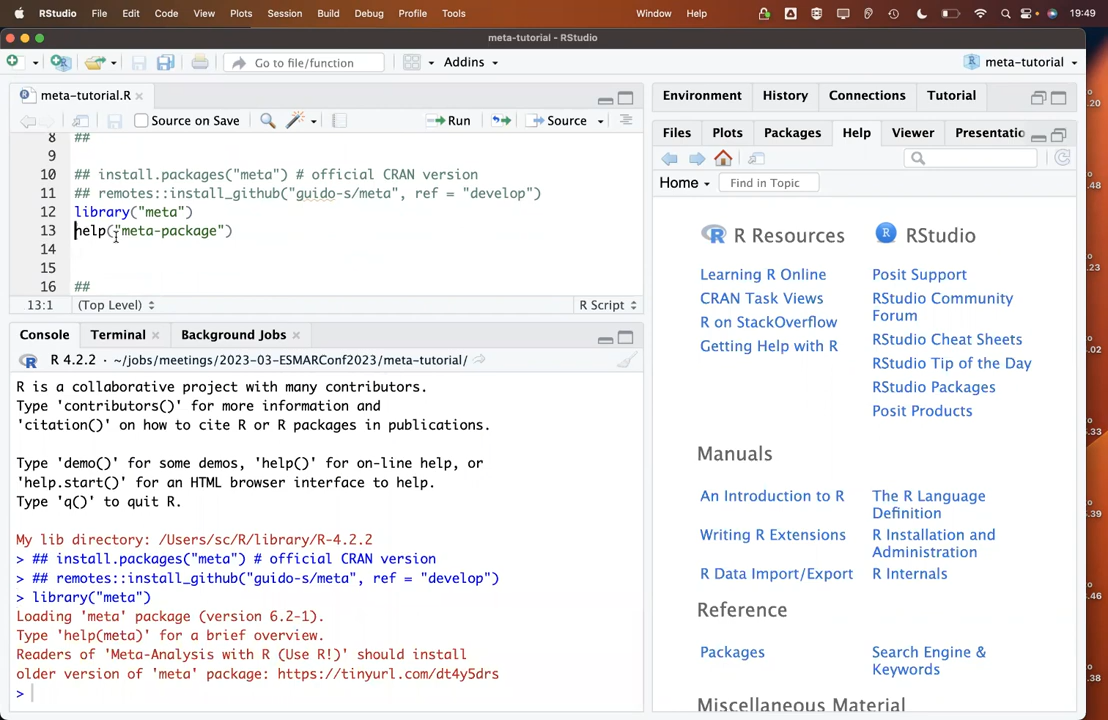 RStudio File Edit Code View Plots Session Build Debug Profile Tools Window Help 19:49
meta-tutorial - RStudio
Go to file/function Addins meta-tutorial
meta-tutorial.R
Source on Save Run Source
8 ##
9
10 ## install.packages("meta") # official CRAN version
11 ## remotes::install_github("guido-s/meta", ref = "develop")
12 library("meta")
13 help("meta-package")
14
15
16 ##
13:1 (Top Level) R Script
Console Terminal Background Jobs
R 4.2.2 · ~/jobs/meetings/2023-03-ESMARConf2023/meta-tutorial/
R is a collaborative project with many contributors.
Type 'contributors()' for more information and
'citation()' on how to cite R or R packages in publications.
Type 'demo()' for some demos, 'help()' for on-line help, or
'help.start()' for an HTML browser interface to help.
Type 'q()' to quit R.
My lib directory: /Users/sc/R/library/R-4.2.2
> ## install.packages("meta") # official CRAN version
> ## remotes::install_github("guido-s/meta", ref = "develop")
> library("meta")
Loading 'meta' package (version 6.2-1).
Type 'help(meta)' for a brief overview.
Readers of 'Meta-Analysis with R (Use R!)' should install
older version of 'meta' package: https://tinyurl.com/dt4y5drs
>
Environment History Connections Tutorial
Files Plots Packages Help Viewer Presentatio
Home Find in Topic
R Resources
Learning R Online
CRAN Task Views
R on StackOverflow
Getting Help with R
RStudio
Posit Support
RStudio Community
Forum
RStudio Cheat Sheets
RStudio Tip of the Day
RStudio Packages
Posit Products
Manuals
An Introduction to R
Writing R Extensions
R Data Import/Export
The R Language
Definition
R Installation and
Administration
R Internals
Reference
Packages
Search Engine &
Keywords
Miscellaneous Material
o
.20
o
.23
o
.02
o
.33
o
.39
o
.46
o
.38